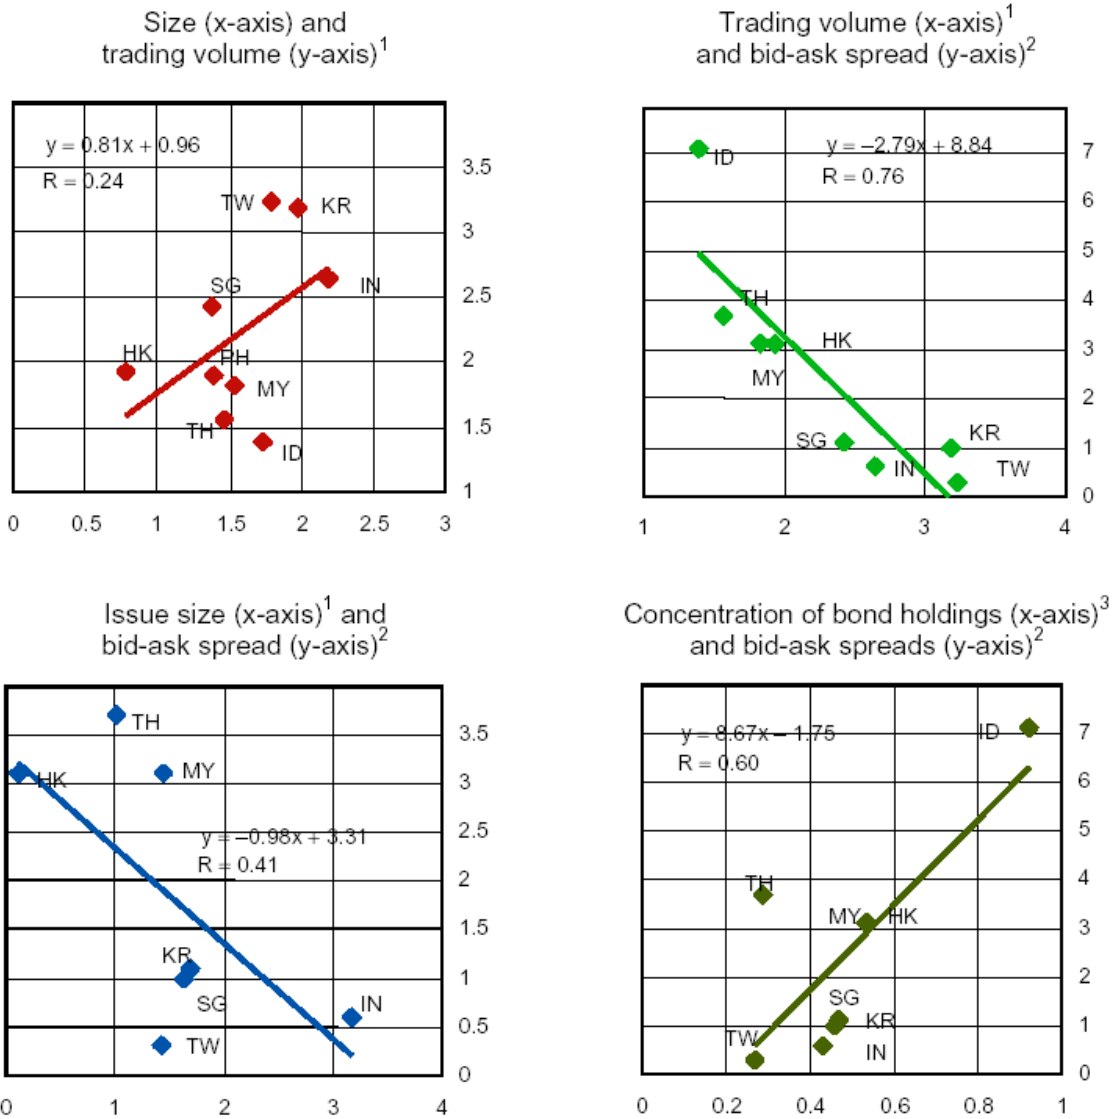 Size (x-axis) and
trading volume (y-axis)1
y = 0.81x + 0.96
R = 0.24
TW
KR
IN
SG
HK
PH
MY
TH
ID
3.5
3
2.5
2
1.5
1
0 0.5 1 1.5 2 2.5 3
Trading volume (x-axis)1
and bid-ask spread (y-axis)2
y = –2.79x + 8.84
R = 0.76
ID
TH
HK
MY
SG
IN
KR
TW
7
6
5
4
3
2
1
0
1 2 3 4
Issue size (x-axis)1 and
bid-ask spread (y-axis)2
TH
MY
HK
y = –0.98x + 3.31
R = 0.41
KR
SG
IN
TW
3.5
3
2.5
2
1.5
1
0.5
0
0 1 2 3 4
Concentration of bond holdings (x-axis)3
and bid-ask spreads (y-axis)2
y = 8.67x – 1.75
R = 0.60
ID
TH
MY
HK
SG
KR
TW
IN
7
6
5
4
3
2
1
0
0 0.2 0.4 0.6 0.8 1